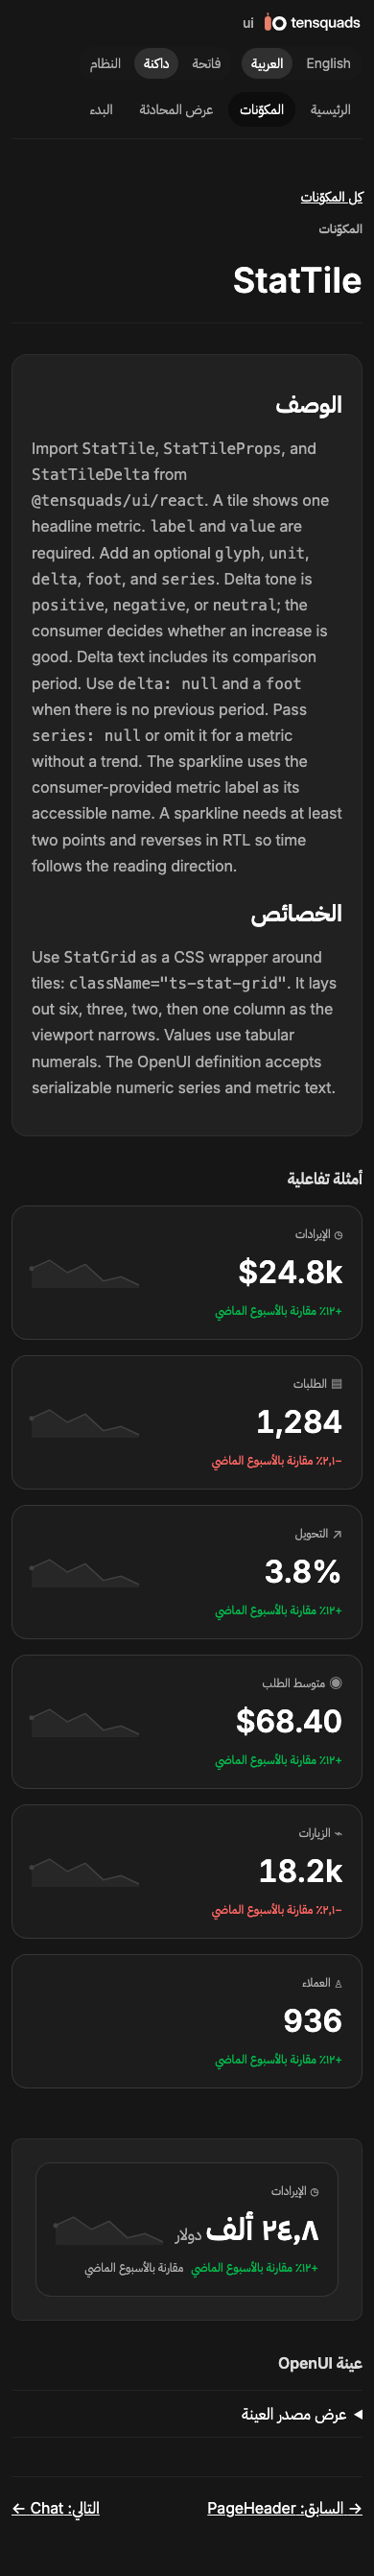 tensquads ui
English العربية داكنة فاتحة النظام
الرئيسية المكوّنات عرض المحادثة البدء
كل المكوّنات
المكوّنات
StatTile
الوصف
Import StatTile, StatTileProps, and
StatTileDelta from
@tensquads/ui/react. A tile shows one
headline metric. label and value are
required. Add an optional glyph, unit,
delta, foot, and series. Delta tone is
positive, negative, or neutral; the
consumer decides whether an increase is
good. Delta text includes its comparison
period. Use delta: null and a foot
when there is no previous period. Pass
series: null or omit it for a metric
without a trend. The sparkline uses the
consumer-provided metric label as its
accessible name. A sparkline needs at least
two points and reverses in RTL so time
follows the reading direction.
الخصائص
Use StatGrid as a CSS wrapper around
tiles: className="ts-stat-grid". It lays
out six, three, two, then one column as the
viewport narrows. Values use tabular
numerals. The OpenUI definition accepts
serializable numeric series and metric text.
أمثلة تفاعلية
الإيرادات
$24.8k
+١٢٪ مقارنة بالأسبوع الماضي
الطلبات
1,284
−٢,١٪ مقارنة بالأسبوع الماضي
↗ التحويل
3.8%
+١٢٪ مقارنة بالأسبوع الماضي
متوسط الطلب
$68.40
+١٢٪ مقارنة بالأسبوع الماضي
الزيارات
18.2k
−٢,١٪ مقارنة بالأسبوع الماضي
العملاء
936
+١٢٪ مقارنة بالأسبوع الماضي
الإيرادات
٢٤,٨ ألف دولار
+١٢٪ مقارنة بالأسبوع الماضي مقارنة بالأسبوع الماضي
عينة OpenUI
عرض مصدر العينة
→ السابق: PageHeader
التالي: Chat ←